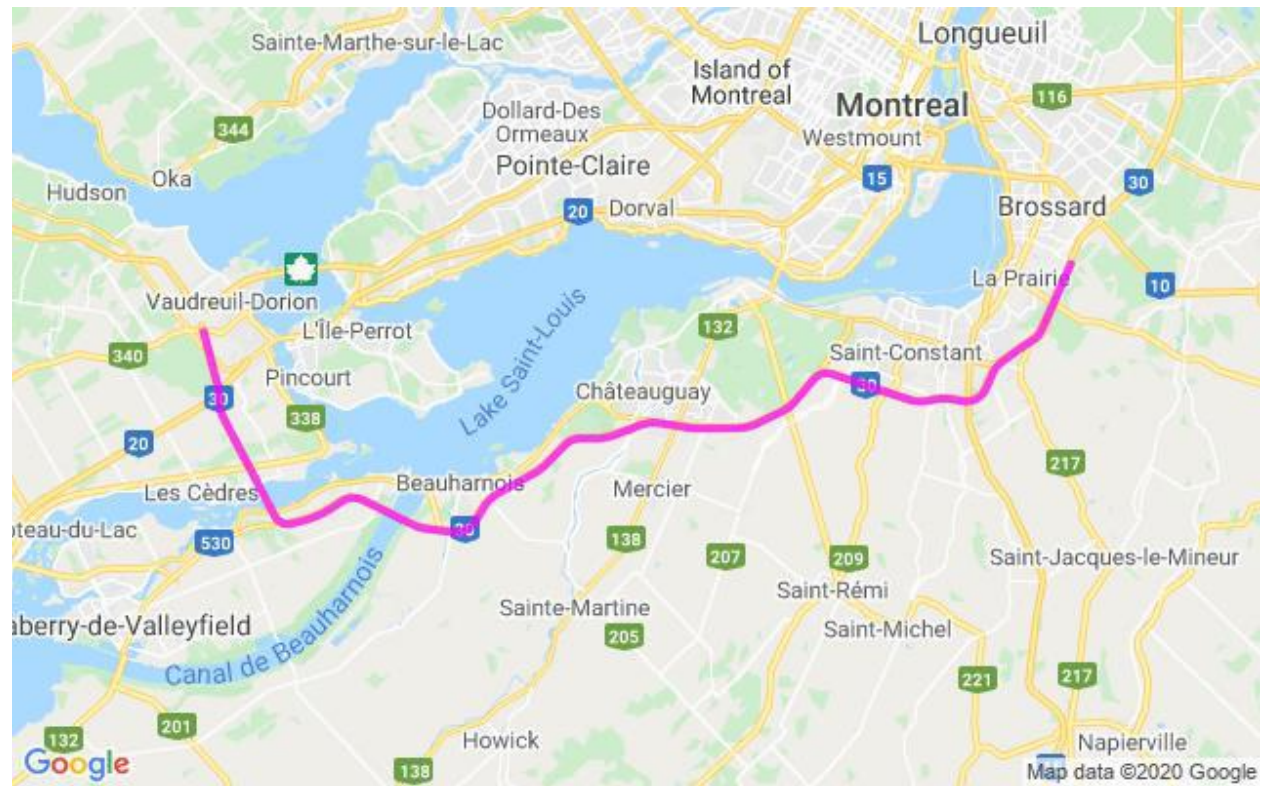 Longueuil
Sainte-Marthe-sur-le-Lac
Island of
Montreal
116
Montreal
Dollard-Des
Ormeaux
344
Westmount
Pointe-Claire
Oka
15
30
Hudson
20
Dorval
Brossard
La Prairie
10
Vaudreuil-Dorion
132
L'Île-Perrot
340
Saint-Constant
Pincourt
Lake Saint-Louis
30
Châteauguay
30
338
20
217
Les Cèdres
Beauharnois
Mercier
oteau-du-Lac
530
30
138
207
209
Saint-Jacques-le-Mineur
Canal de Beauharnois
Saint-Rémi
Sainte-Martine
aberry-de-Valleyfield
205
Saint-Michel
221
217
201
132
Howick
Napierville
Google
138
Map data ©2020 Google